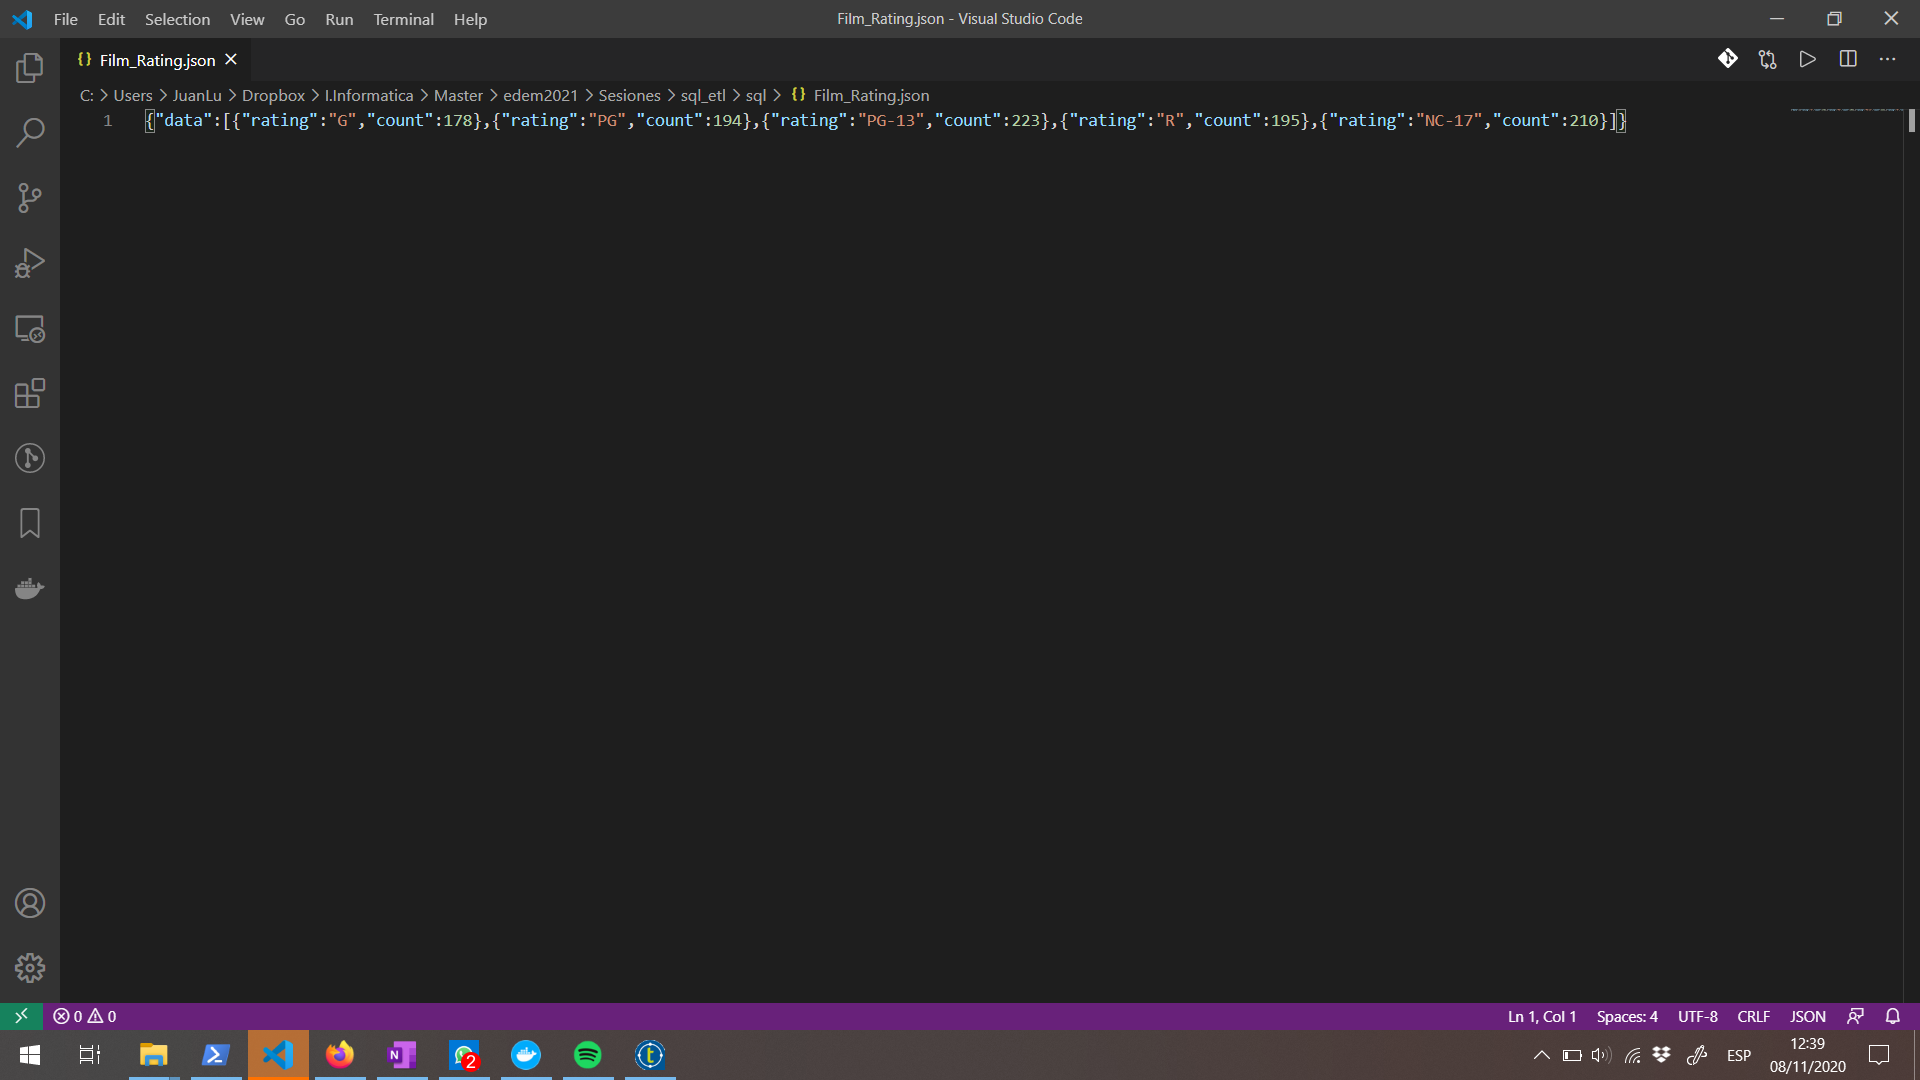 File Edit Selection View Go Run Terminal Help
Film_Rating.json - Visual Studio Code
{} Film_Rating.json
C: > Users > JuanLu > Dropbox > I.Informatica > Master > edem2021 > Sesiones > sql_etl > sql > {} Film_Rating.json
1 {"data":[{"rating":"G","count":178},{"rating":"PG","count":194},{"rating":"PG-13","count":223},{"rating":"R","count":195},{"rating":"NC-17","count":210}]}
0 0
Ln 1, Col 1 Spaces: 4 UTF-8 CRLF JSON
N 2 t
ESP
12:39
08/11/2020